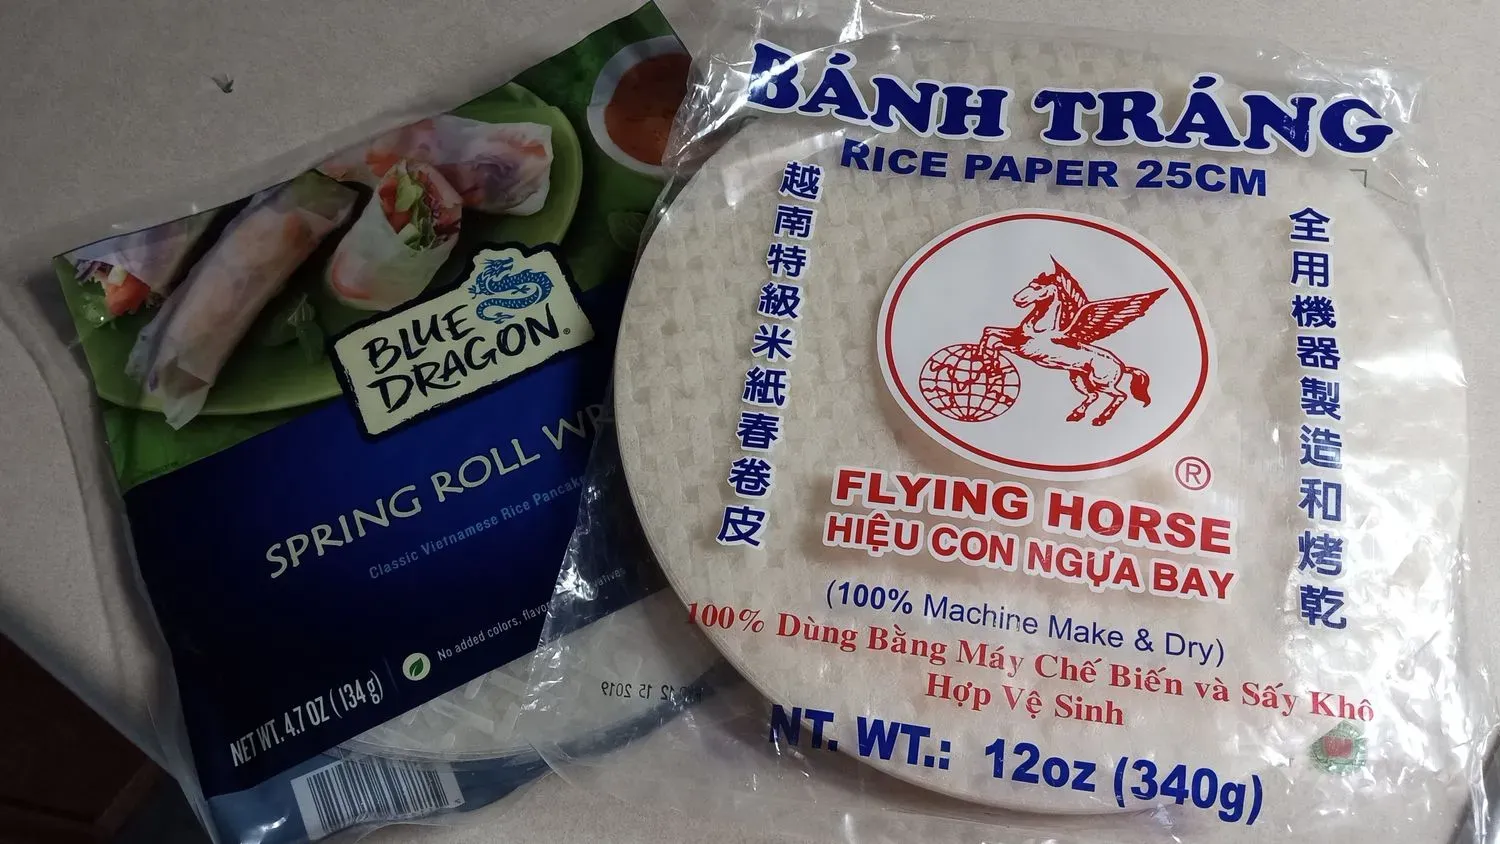 BLUE
DRAGON
SPRING ROLL
Classic Vietnamese Rice
No added colors,
NET WT. 4.7 OZ (134 g)
12 15 2019
BÁNH TRÁNG
RICE PAPER 25CM
越南特級米紙春卷皮
全用機器製造和烤乾
®
FLYING HORSE
HIỆU CON NGỰA BAY
(100% Machine Make & Dry)
100% Dùng Bằng Máy Chế Biến và Sấy Khô
Hợp Vệ Sinh
NT. WT.: 12oz (340g)